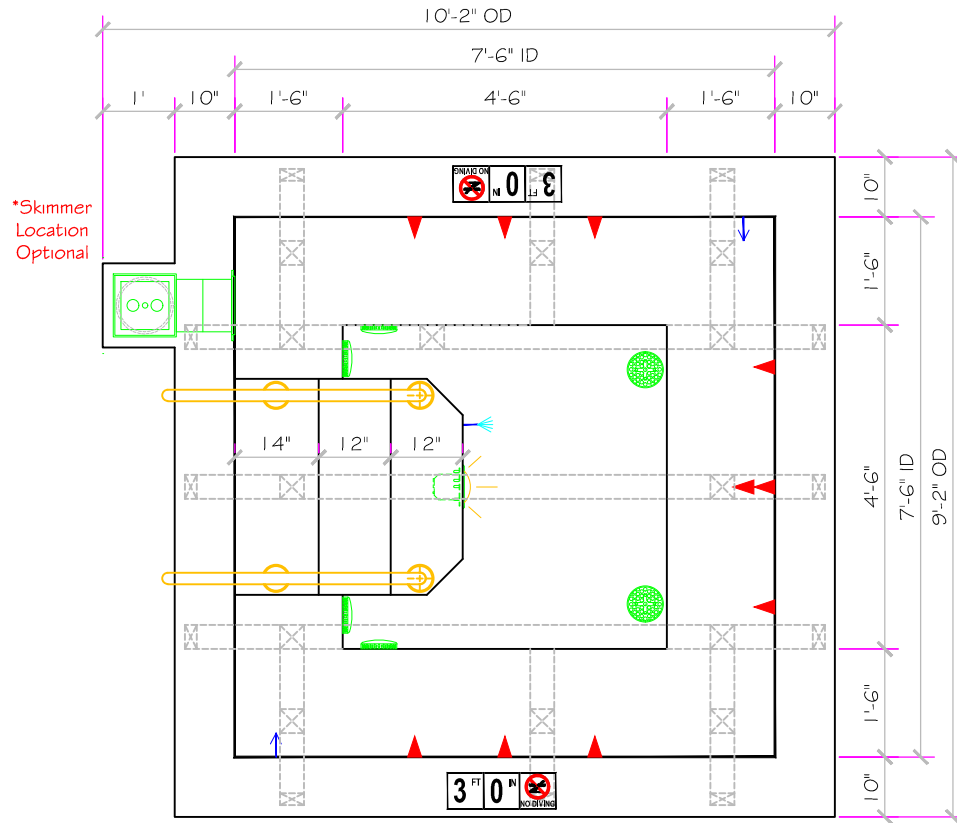 10'-2" OD
7'-6" ID
1'
10"
1'-6"
4'-6"
1'-6"
10"
3 FT 0 IN
NO DIVING
*Skimmer
Location
Optional
10"
1'-6"
4'-6"
7'-6" ID
9'-2" OD
1'-6"
10"
14"
12"
12"
3 FT 0 IN
NO DIVING